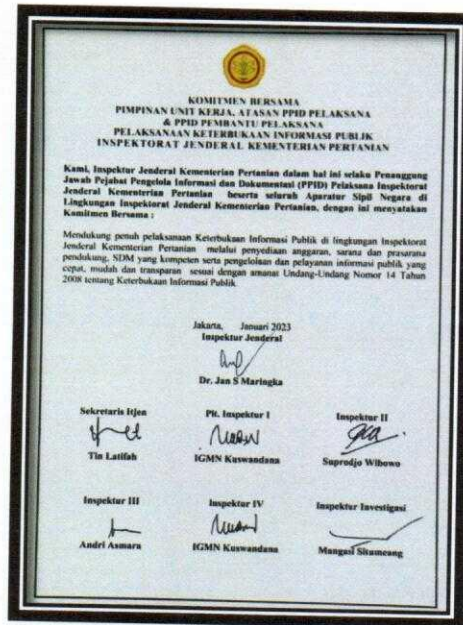 KOMITMEN BERSAMA
PIMPINAN UNIT KERJA, ATASAN PPID PELAKSANA
& PPID PEMBANTU PELAKSANA
PELAKSANAAN KETERBUKAAN INFORMASI PUBLIK
INSPEKTORAT JENDERAL KEMENTERIAN PERTANIAN
Kami, Inspektur Jenderal Kementerian Pertanian dalam hal ini selaku Penanggung
Jawab Pejabat Pengelola Informasi dan Dokumentasi (PPID) Pelaksana Inspektorat
Jenderal Kementerian Pertanian beserta seluruh Aparatur Sipil Negara di
Lingkungan Inspektorat Jenderal Kementerian Pertanian, dengan ini menyatakan
Komitmen Bersama :
Mendukung penuh pelaksanaan Keterbukaan Informasi Publik di lingkungan Inspektorat
Jenderal Kementerian Pertanian melalui penyediaan anggaran, sarana dan prasarana
pendukung, SDM yang kompeten serta pengelolaan dan pelayanan informasi publik yang
cepat, mudah dan transparan sesuai dengan amanat Undang-Undang Nomor 14 Tahun
2008 tentang Keterbukaan Informasi Publik.
Jakarta, Januari 2023
Inspektur Jenderal
Dr. Jan S Maringka
Sekretaris Itjen Plt. Inspektur I Inspektur II
Tin Latifah IGMN Kuswandana Suprodjo Wibowo
Inspektur III Inspektur IV Inspektur Investigasi
Andri Asmara IGMN Kuswandana Mangasi Situmeang